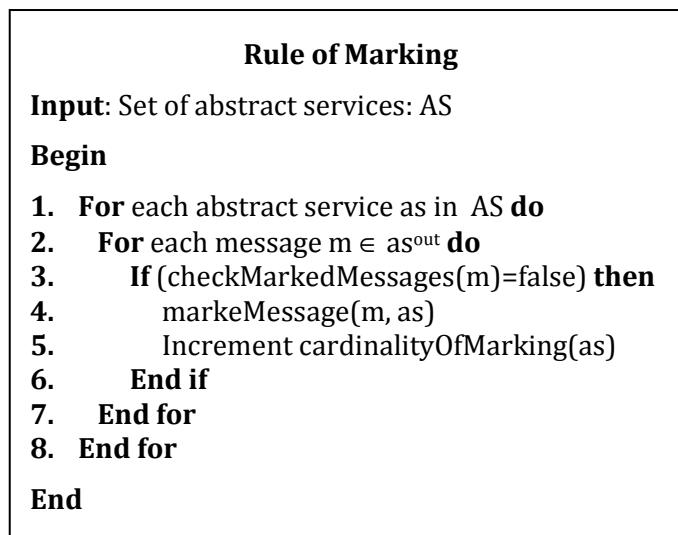 Rule of Marking
Input: Set of abstract services: AS
Begin
1. For each abstract service as in AS do
2. For each message m ∈ as^out do
3. If (checkMarkedMessages(m)=false) then
4. markeMessage(m, as)
5. Increment cardinalityOfMarking(as)
6. End if
7. End for
8. End for
End